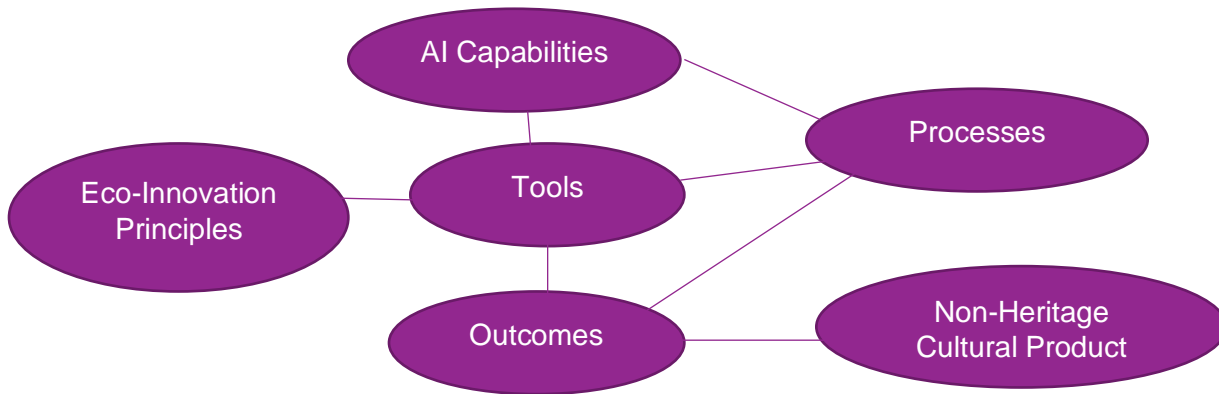 AI Capabilities
Processes
Tools
Eco-Innovation
Principles
Outcomes
Non-Heritage
Cultural Product